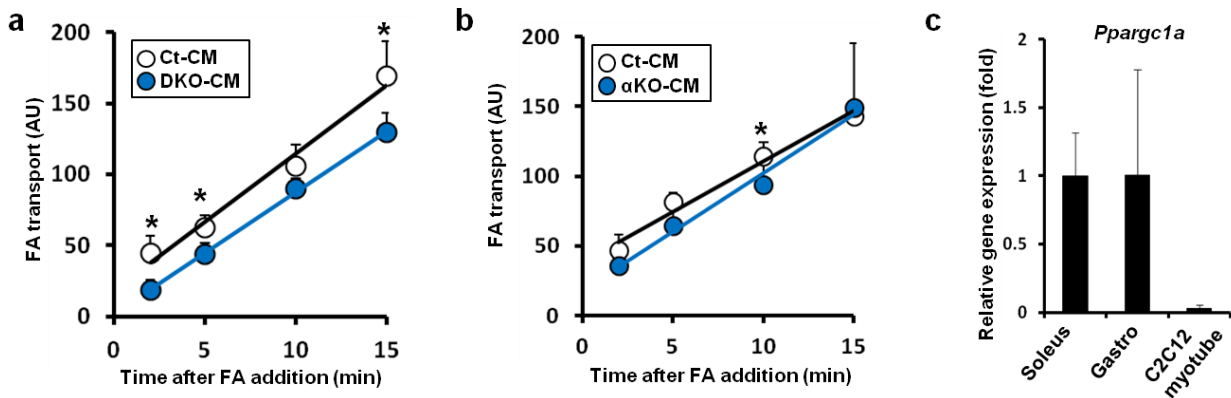 a
200
150
100
50
0
FA transport (AU)
Ct-CM
DKO-CM
*
*
*
0 5 10 15
Time after FA addition (min)
b
200
150
100
50
0
FA transport (AU)
Ct-CM
αKO-CM
*
0 5 10 15
Time after FA addition (min)
c
Ppargc1a
2
1.5
1
0.5
0
Relative gene expression (fold)
Soleus
Gastro
C2C12
myotube